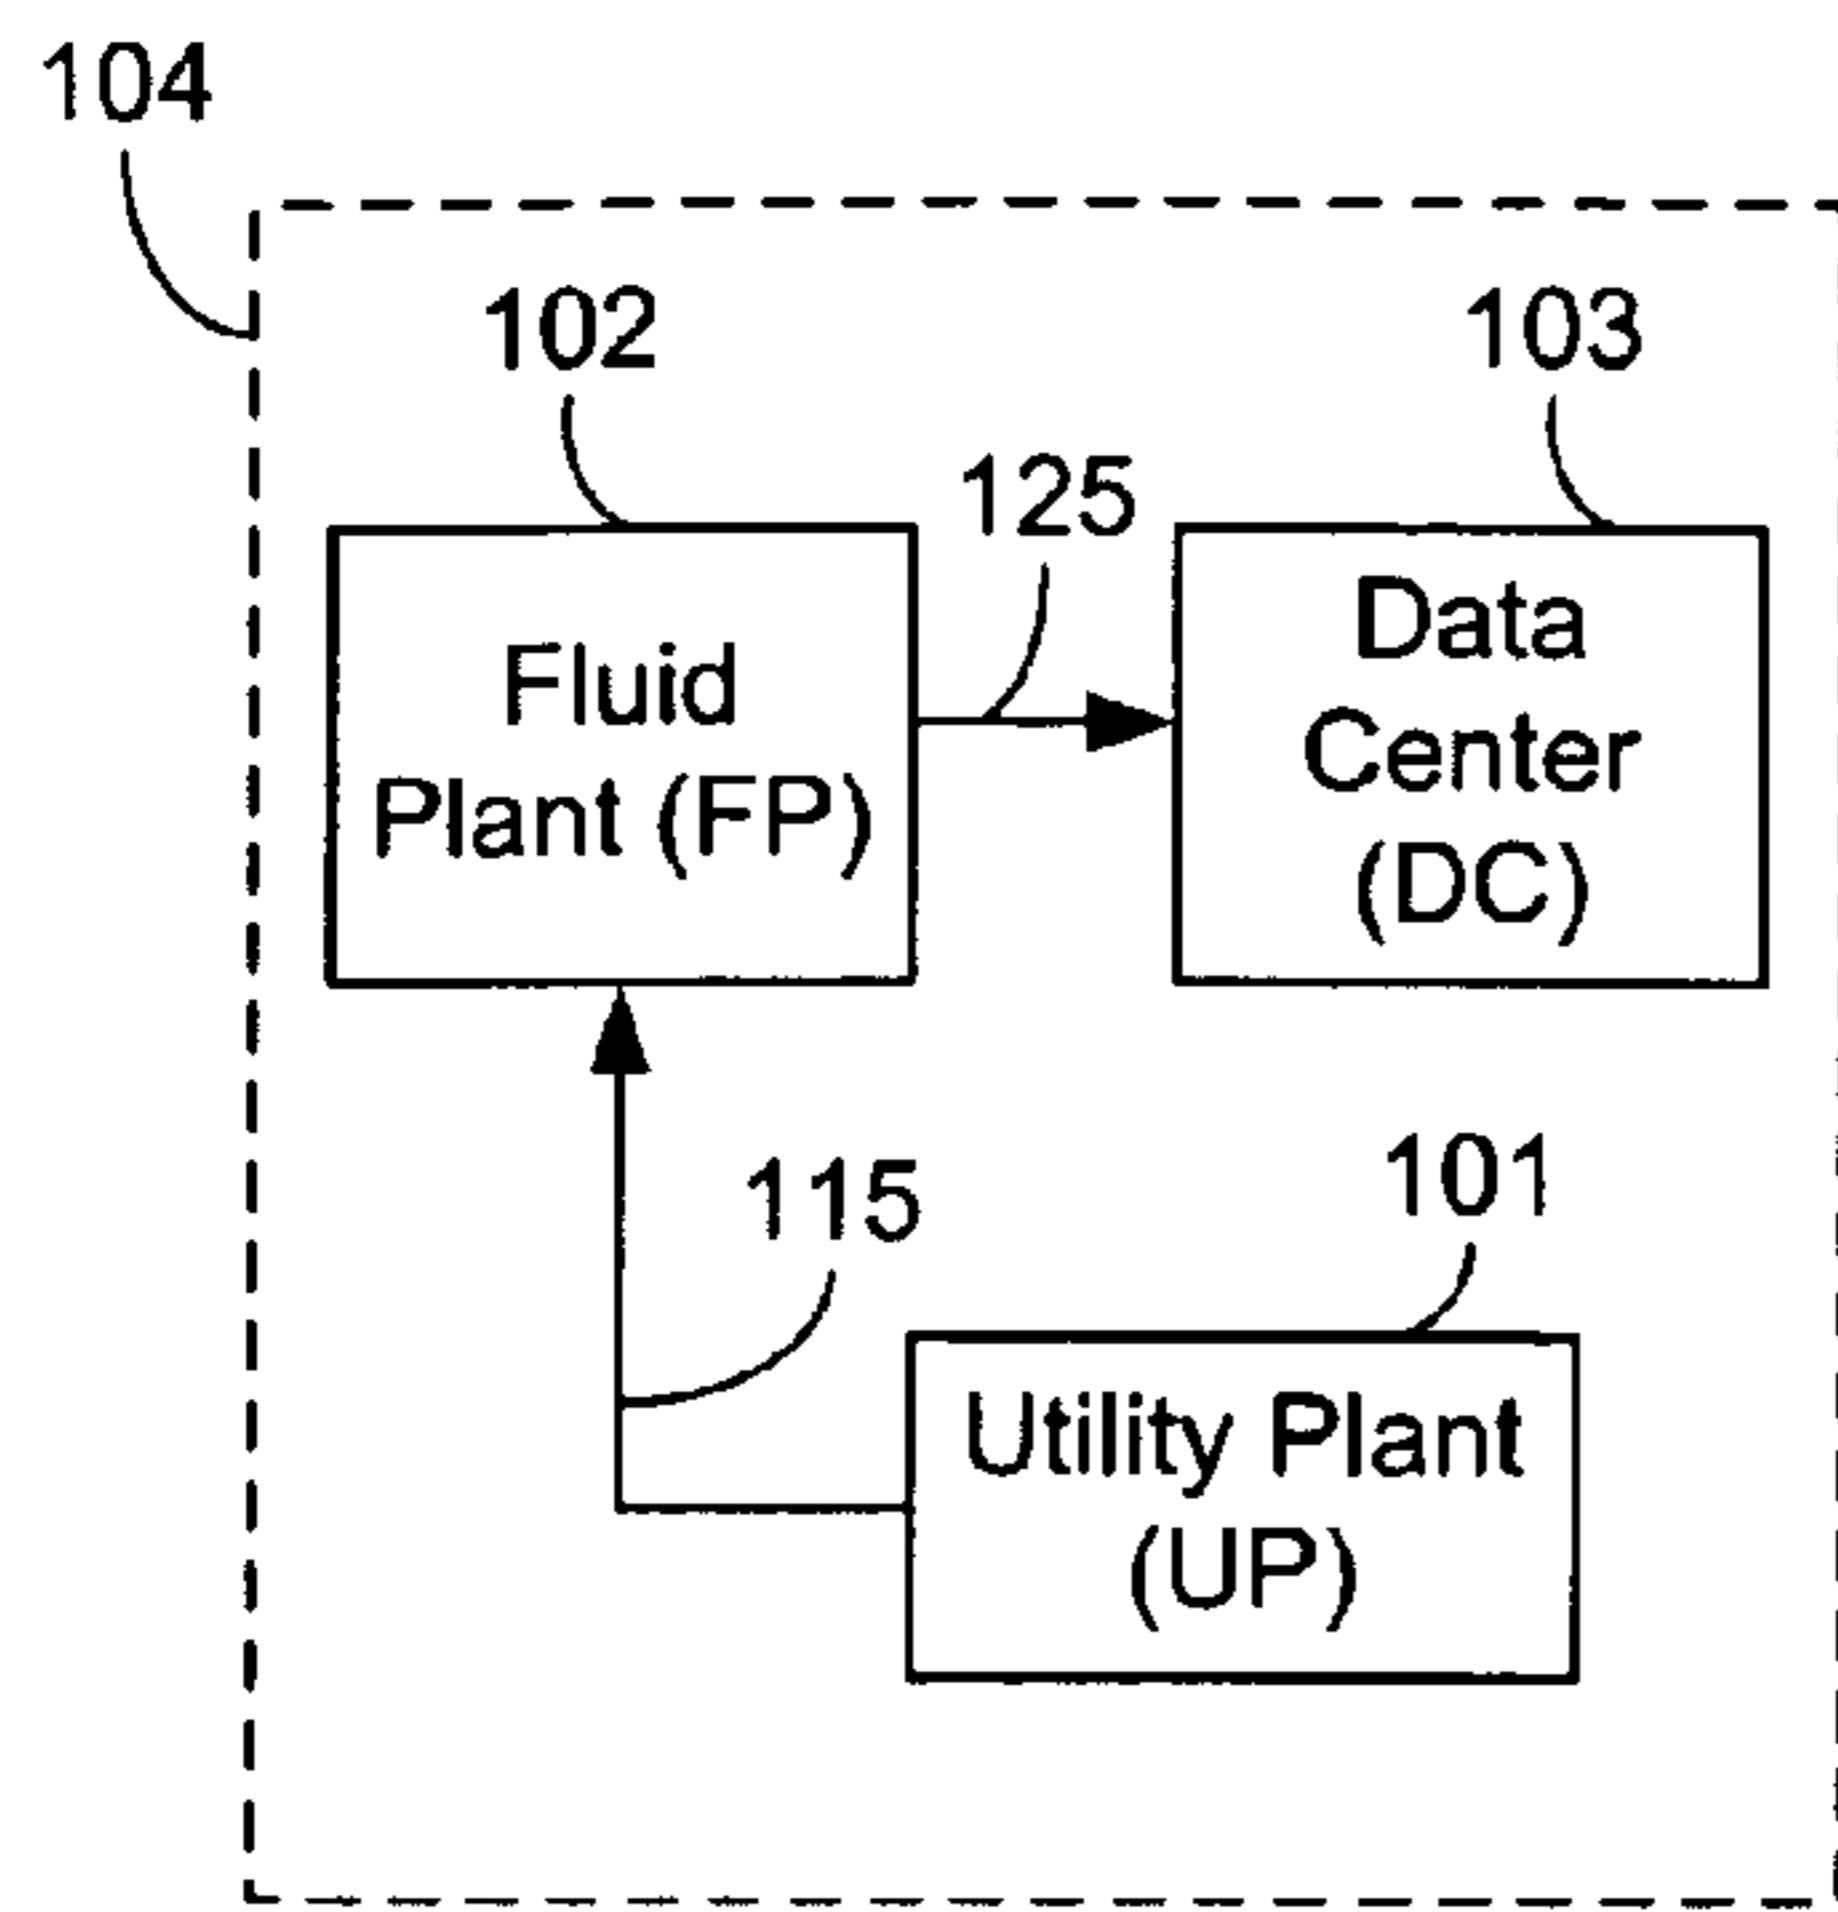 104
102
103
125
Fluid
Plant (FP)
Data
Center
(DC)
115
101
Utility Plant
(UP)